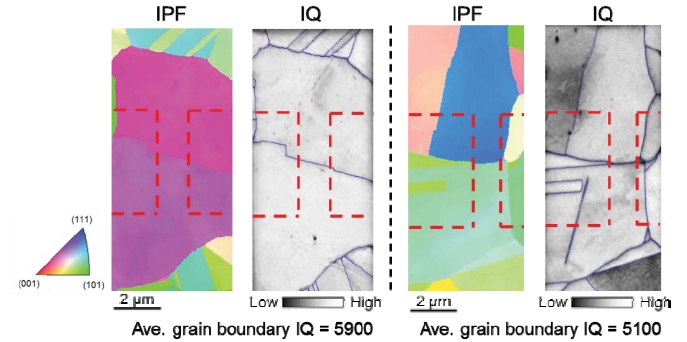 IPF IQ IPF IQ
(111)
(001) (101)
2 μm Low High 2 μm Low High
Ave. grain boundary IQ = 5900 Ave. grain boundary IQ = 5100